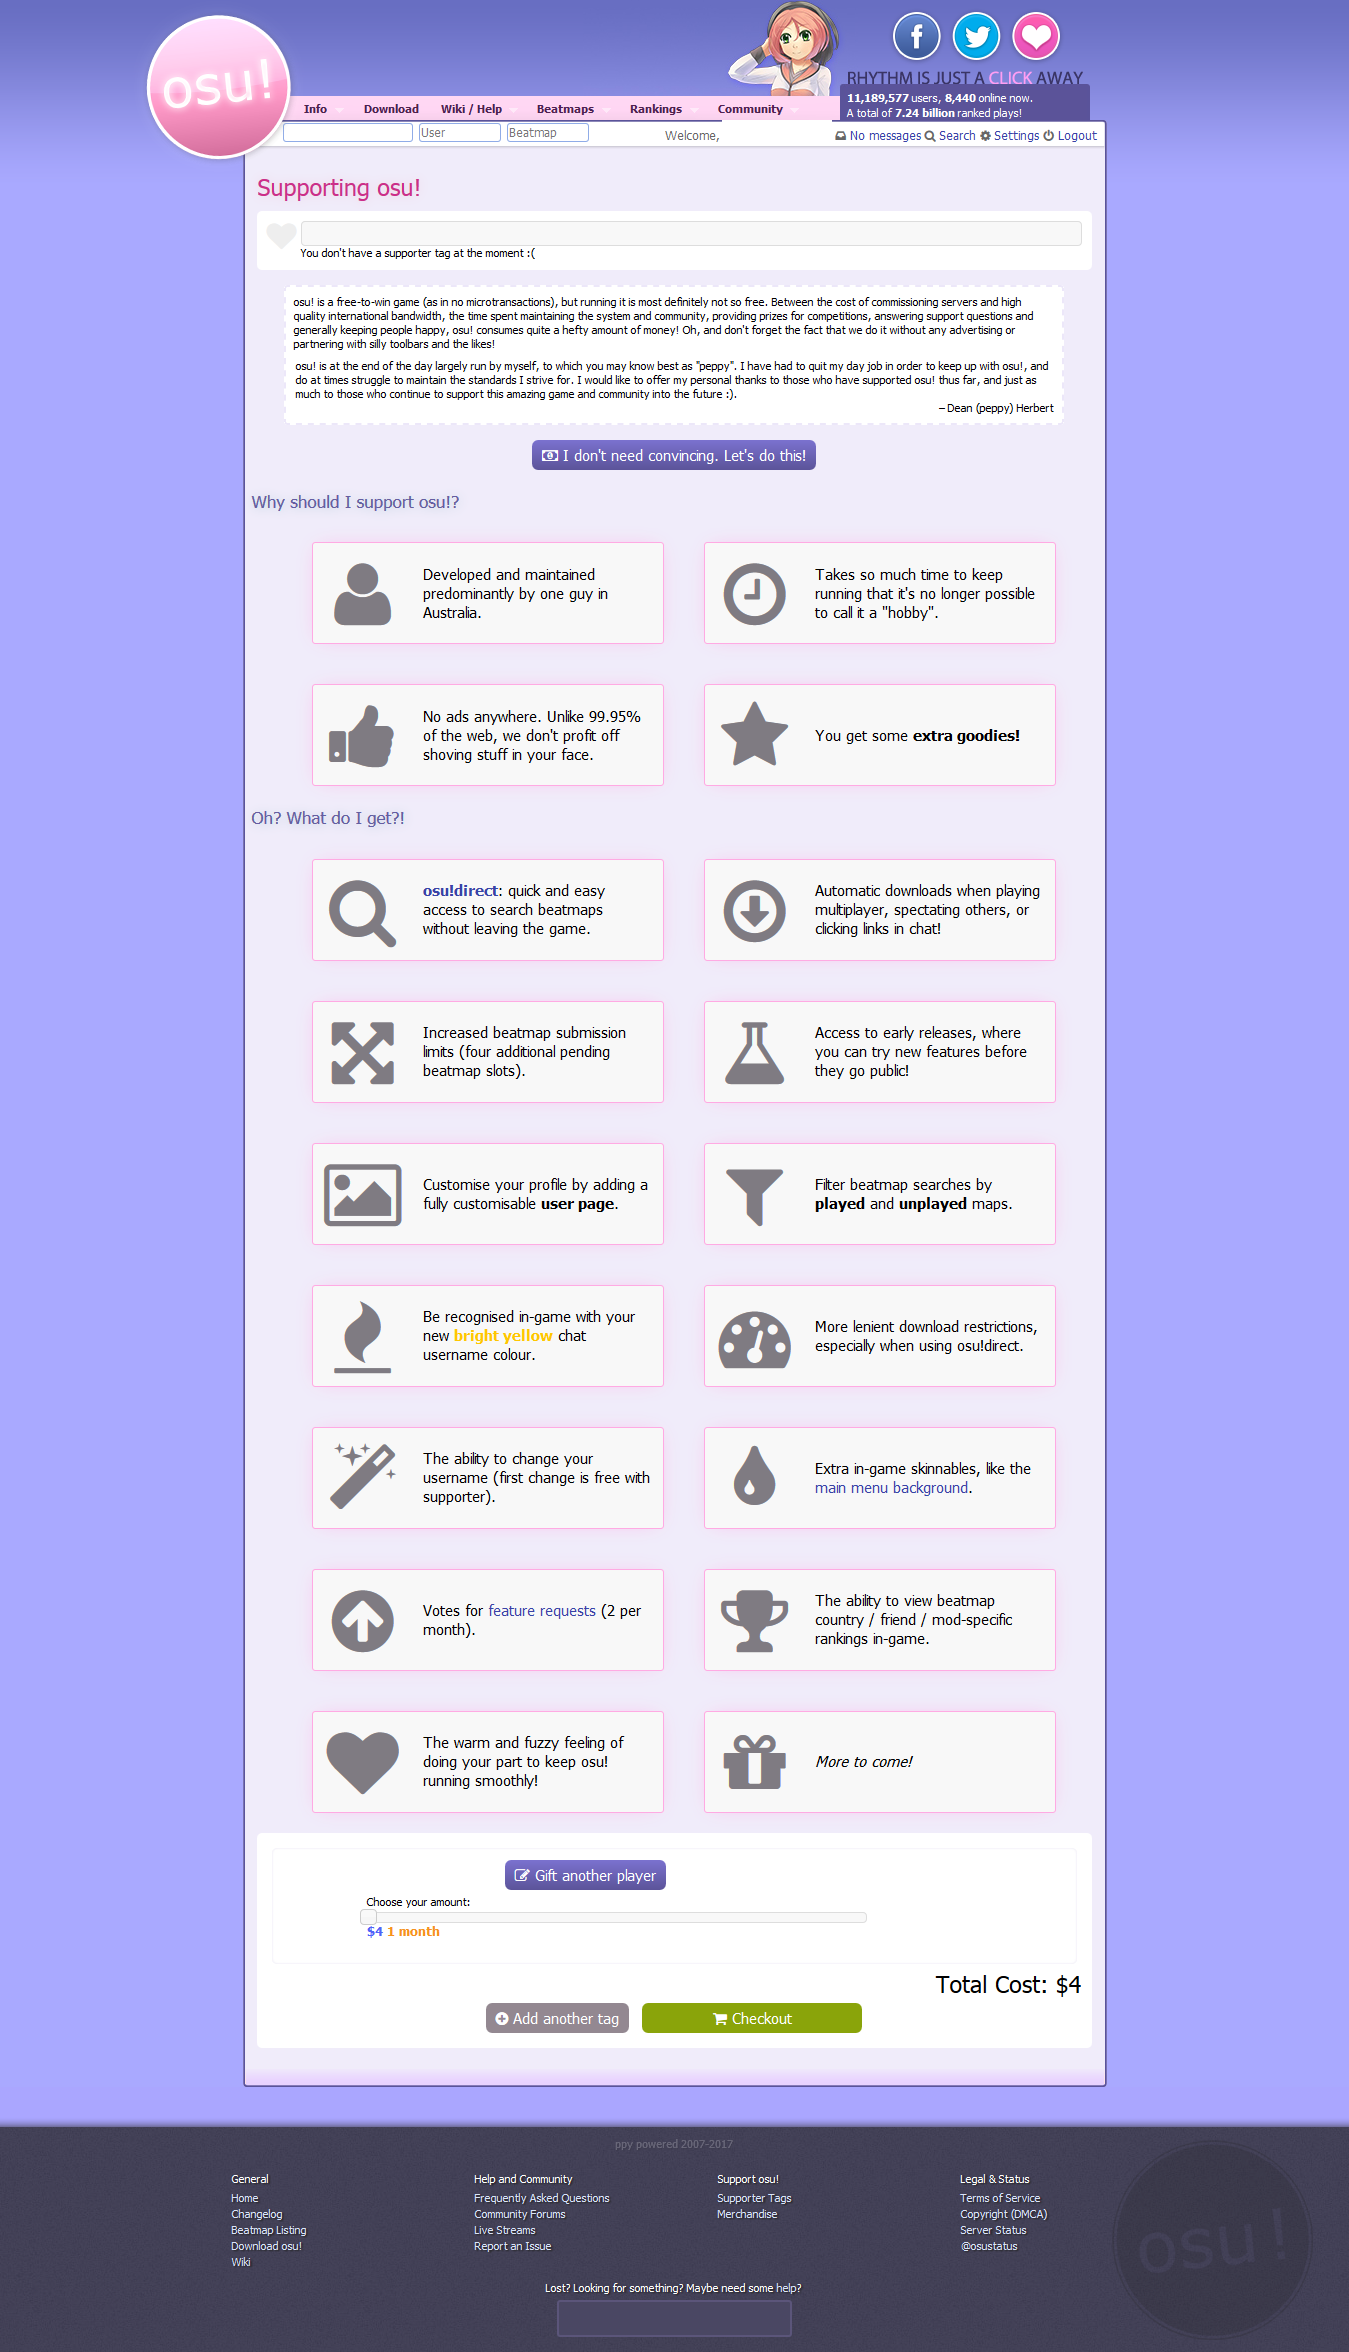 osu!
RHYTHM IS JUST A CLICK AWAY
Info
Download
Wiki / Help
Beatmaps
Rankings
Community
11,189,577 users, 8,440 online now.
A total of 7.24 billion ranked plays!
User
Beatmap
Welcome,
No messages
Search
Settings
Logout
Supporting osu!
You don't have a supporter tag at the moment :(
osu! is a free-to-win game (as in no microtransactions), but running it is most definitely not so free. Between the cost of commissioning servers and high
quality international bandwidth, the time spent maintaining the system and community, providing prizes for competitions, answering support questions and
generally keeping people happy, osu! consumes quite a hefty amount of money! Oh, and don't forget the fact that we do it without any advertising or
partnering with silly toolbars and the likes!
osu! is at the end of the day largely run by myself, to which you may know best as "peppy". I have had to quit my day job in order to keep up with osu!, and
do at times struggle to maintain the standards I strive for. I would like to offer my personal thanks to those who have supported osu! thus far, and just as
much to those who continue to support this amazing game and community into the future :).
– Dean (peppy) Herbert
I don't need convincing. Let's do this!
Why should I support osu!?
Developed and maintained
predominantly by one guy in
Australia.
Takes so much time to keep
running that it's no longer possible
to call it a "hobby".
No ads anywhere. Unlike 99.95%
of the web, we don't profit off
shoving stuff in your face.
You get some extra goodies!
Oh? What do I get?!
osu!direct: quick and easy
access to search beatmaps
without leaving the game.
Automatic downloads when playing
multiplayer, spectating others, or
clicking links in chat!
Increased beatmap submission
limits (four additional pending
beatmap slots).
Access to early releases, where
you can try new features before
they go public!
Customise your profile by adding a
fully customisable user page.
Filter beatmap searches by
played and unplayed maps.
Be recognised in-game with your
new bright yellow chat
username colour.
More lenient download restrictions,
especially when using osu!direct.
The ability to change your
username (first change is free with
supporter).
Extra in-game skinnables, like the
main menu background.
Votes for feature requests (2 per
month).
The ability to view beatmap
country / friend / mod-specific
rankings in-game.
The warm and fuzzy feeling of
doing your part to keep osu!
running smoothly!
More to come!
Gift another player
Choose your amount:
$4 1 month
Total Cost: $4
Add another tag
Checkout
ppy powered 2007-2017
General
Home
Changelog
Beatmap Listing
Download osu!
Wiki
Help and Community
Frequently Asked Questions
Community Forums
Live Streams
Report an Issue
Support osu!
Supporter Tags
Merchandise
Legal & Status
Terms of Service
Copyright (DMCA)
Server Status
@osustatus
osu!
Lost? Looking for something? Maybe need some help?